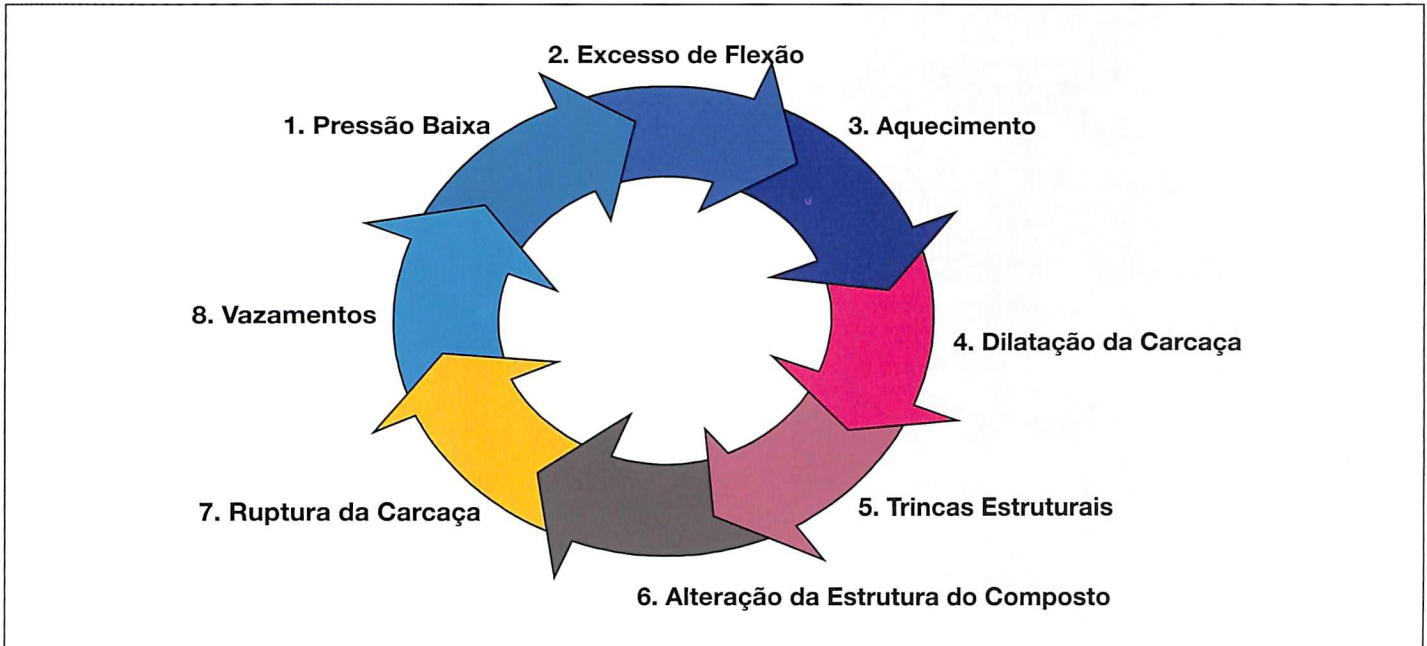 2. Excesso de Flexão
1. Pressão Baixa
3. Aquecimento
8. Vazamentos
4. Dilatação da Carcaça
7. Ruptura da Carcaça
5. Trincas Estruturais
6. Alteração da Estrutura do Composto